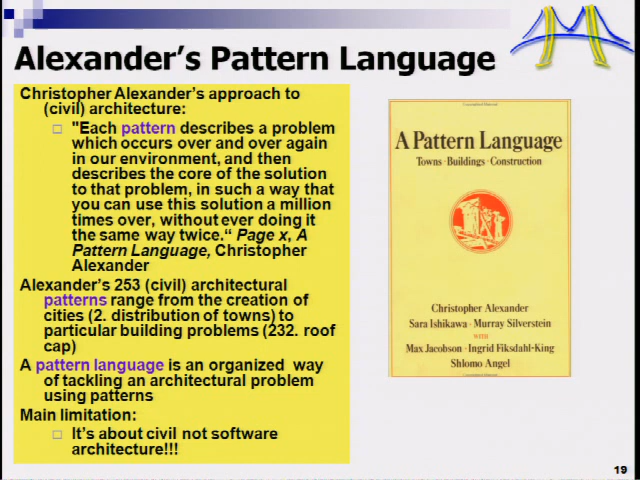 Alexander's Pattern Language
Christopher Alexander's approach to
(civil) architecture:
"Each pattern describes a problem
which occurs over and over again
in our environment, and then
describes the core of the solution
to that problem, in such a way that
you can use this solution a million
times over, without ever doing it
the same way twice.“ Page x, A
Pattern Language, Christopher
Alexander
Alexander's 253 (civil) architectural
patterns range from the creation of
cities (2. distribution of towns) to
particular building problems (232. roof
cap)
A pattern language is an organized way
of tackling an architectural problem
using patterns
Main limitation:
It's about civil not software
architecture!!!
A Pattern Language
Towns · Buildings · Construction
Christopher Alexander
Sara Ishikawa · Murray Silverstein
WITH
Max Jacobson · Ingrid Fiksdahl-King
Shlomo Angel
19